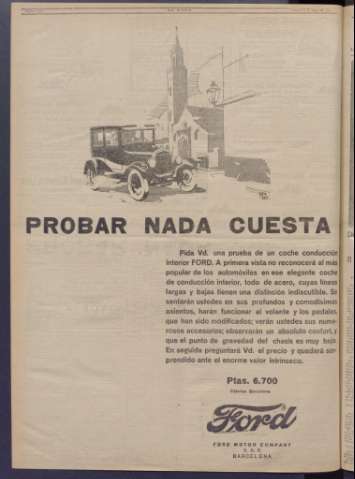 PROBAR NADA CUESTA
Pida Vd. una prueba de un coche conducción
interior FORD. A primera vista no reconocerá al más
popular de los automóviles en ese elegante coche
de conducción interior, todo de acero, cuyas líneas
largas y bajas tienen una distinción indiscutible. Se
sentarán ustedes en sus profundos y comodísimos
asientos, harán funcionar el volante y los pedales
que han sido modificados; verán ustedes sus nume-
rosos accesorios; observarán un absoluto confort, y
que el punto de gravedad del chasis es muy bajo.
En seguida preguntará Vd. el precio y quedará sor-
prendido ante el enorme valor intrínseco.
Ptas. 6.700
Fábrica Barcelona
Ford
FORD MOTOR COMPANY
S. A. E.
BARCELONA